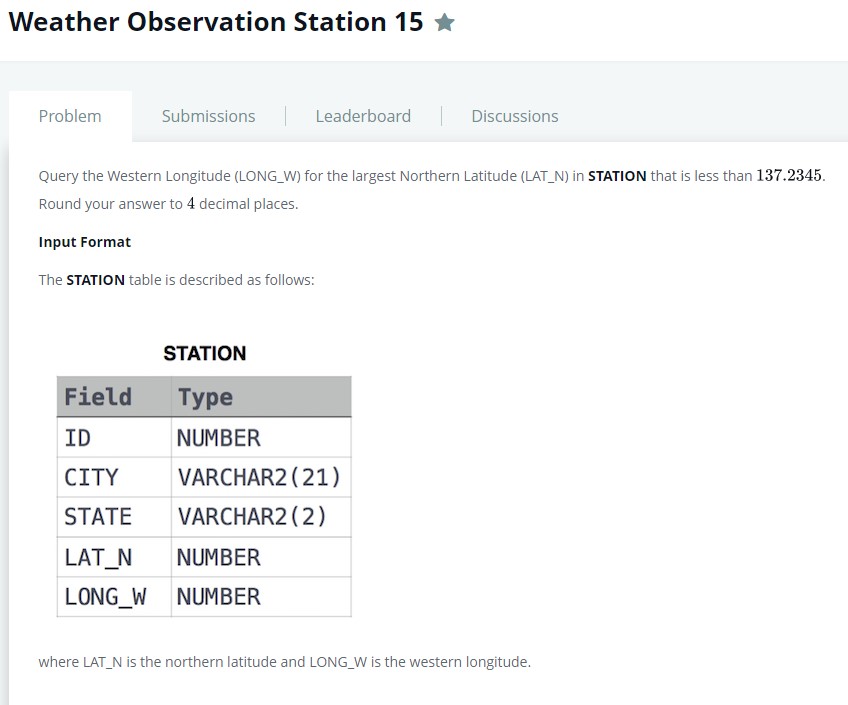 Weather Observation Station 15
Problem Submissions Leaderboard Discussions
Query the Western Longitude (LONG_W) for the largest Northern Latitude (LAT_N) in STATION that is less than 137.2345.
Round your answer to 4 decimal places.
Input Format
The STATION table is described as follows:
STATION
Field Type
ID NUMBER
CITY VARCHAR2(21)
STATE VARCHAR2(2)
LAT_N NUMBER
LONG_W NUMBER
where LAT_N is the northern latitude and LONG_W is the western longitude.